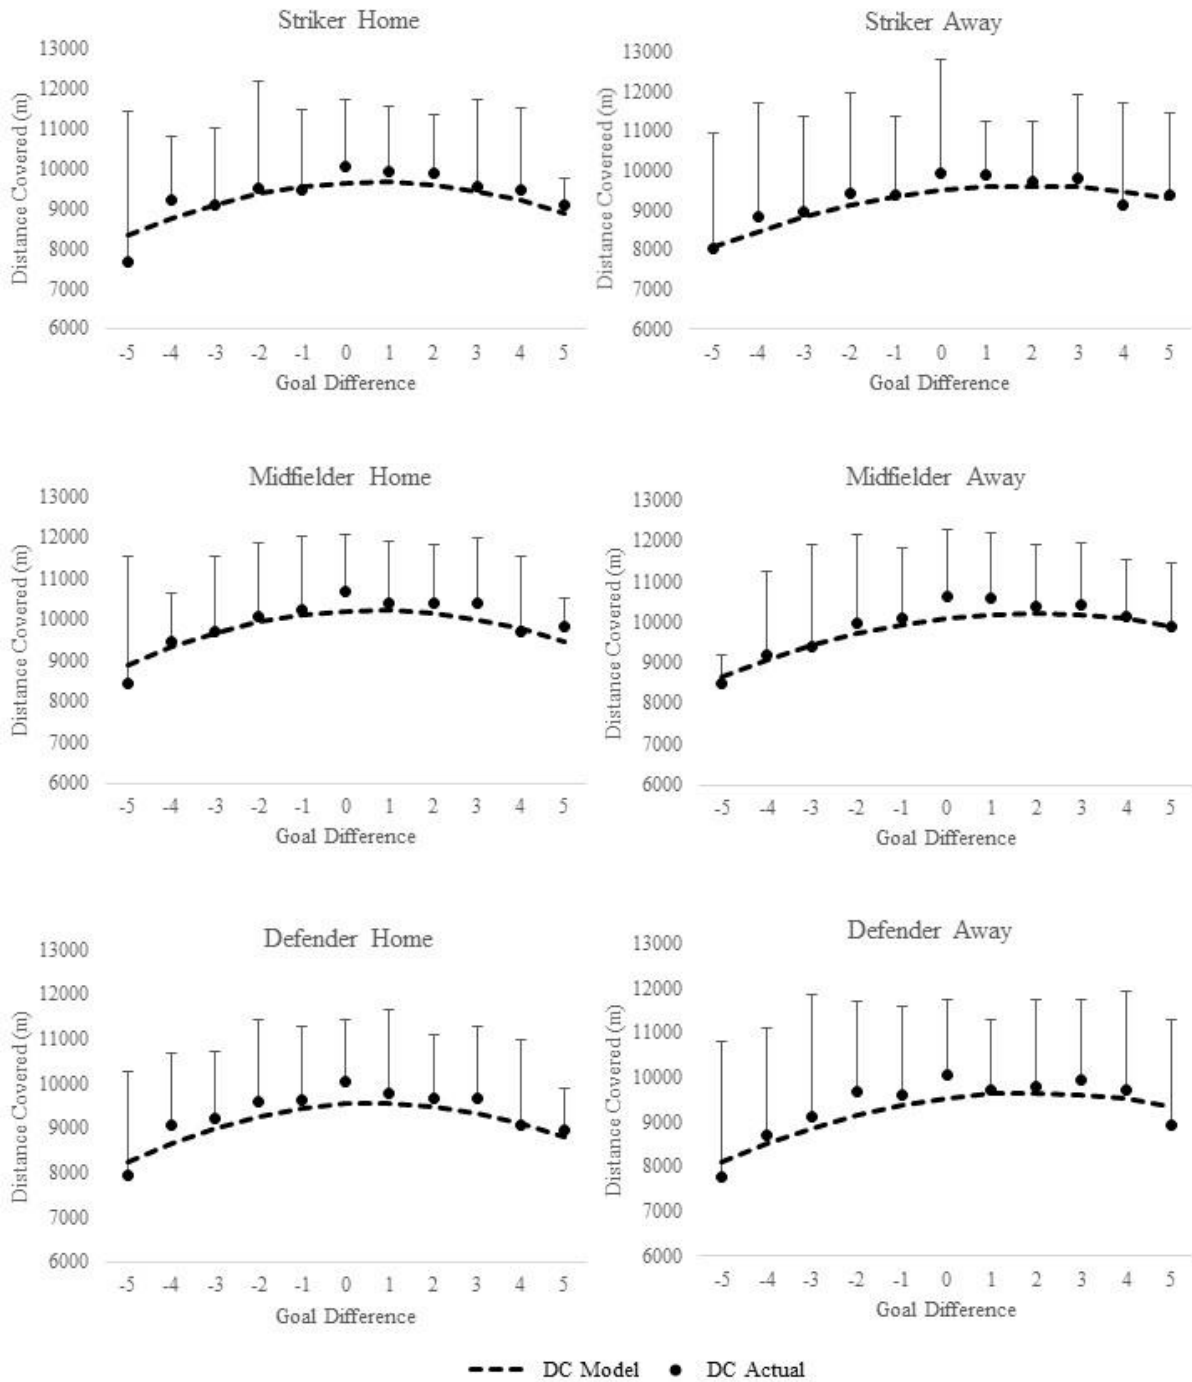 Striker Home
Distance Covered (m)
13000
12000
11000
10000
9000
8000
7000
6000
-5 -4 -3 -2 -1 0 1 2 3 4 5
Goal Difference
Striker Away
Distance Covereed (m)
13000
12000
11000
10000
9000
8000
7000
6000
-5 -4 -3 -2 -1 0 1 2 3 4 5
Goal Difference
Midfielder Home
Distance Covered (m)
13000
12000
11000
10000
9000
8000
7000
6000
-5 -4 -3 -2 -1 0 1 2 3 4 5
Goal Difference
Midfielder Away
Distance Covered (m)
13000
12000
11000
10000
9000
8000
7000
6000
-5 -4 -3 -2 -1 0 1 2 3 4 5
Goal Difference
Defender Home
Distance Covered (m)
13000
12000
11000
10000
9000
8000
7000
6000
-5 -4 -3 -2 -1 0 1 2 3 4 5
Goal Difference
Defender Away
Distance Covered (m)
13000
12000
11000
10000
9000
8000
7000
6000
-5 -4 -3 -2 -1 0 1 2 3 4 5
Goal Difference
DC Model DC Actual